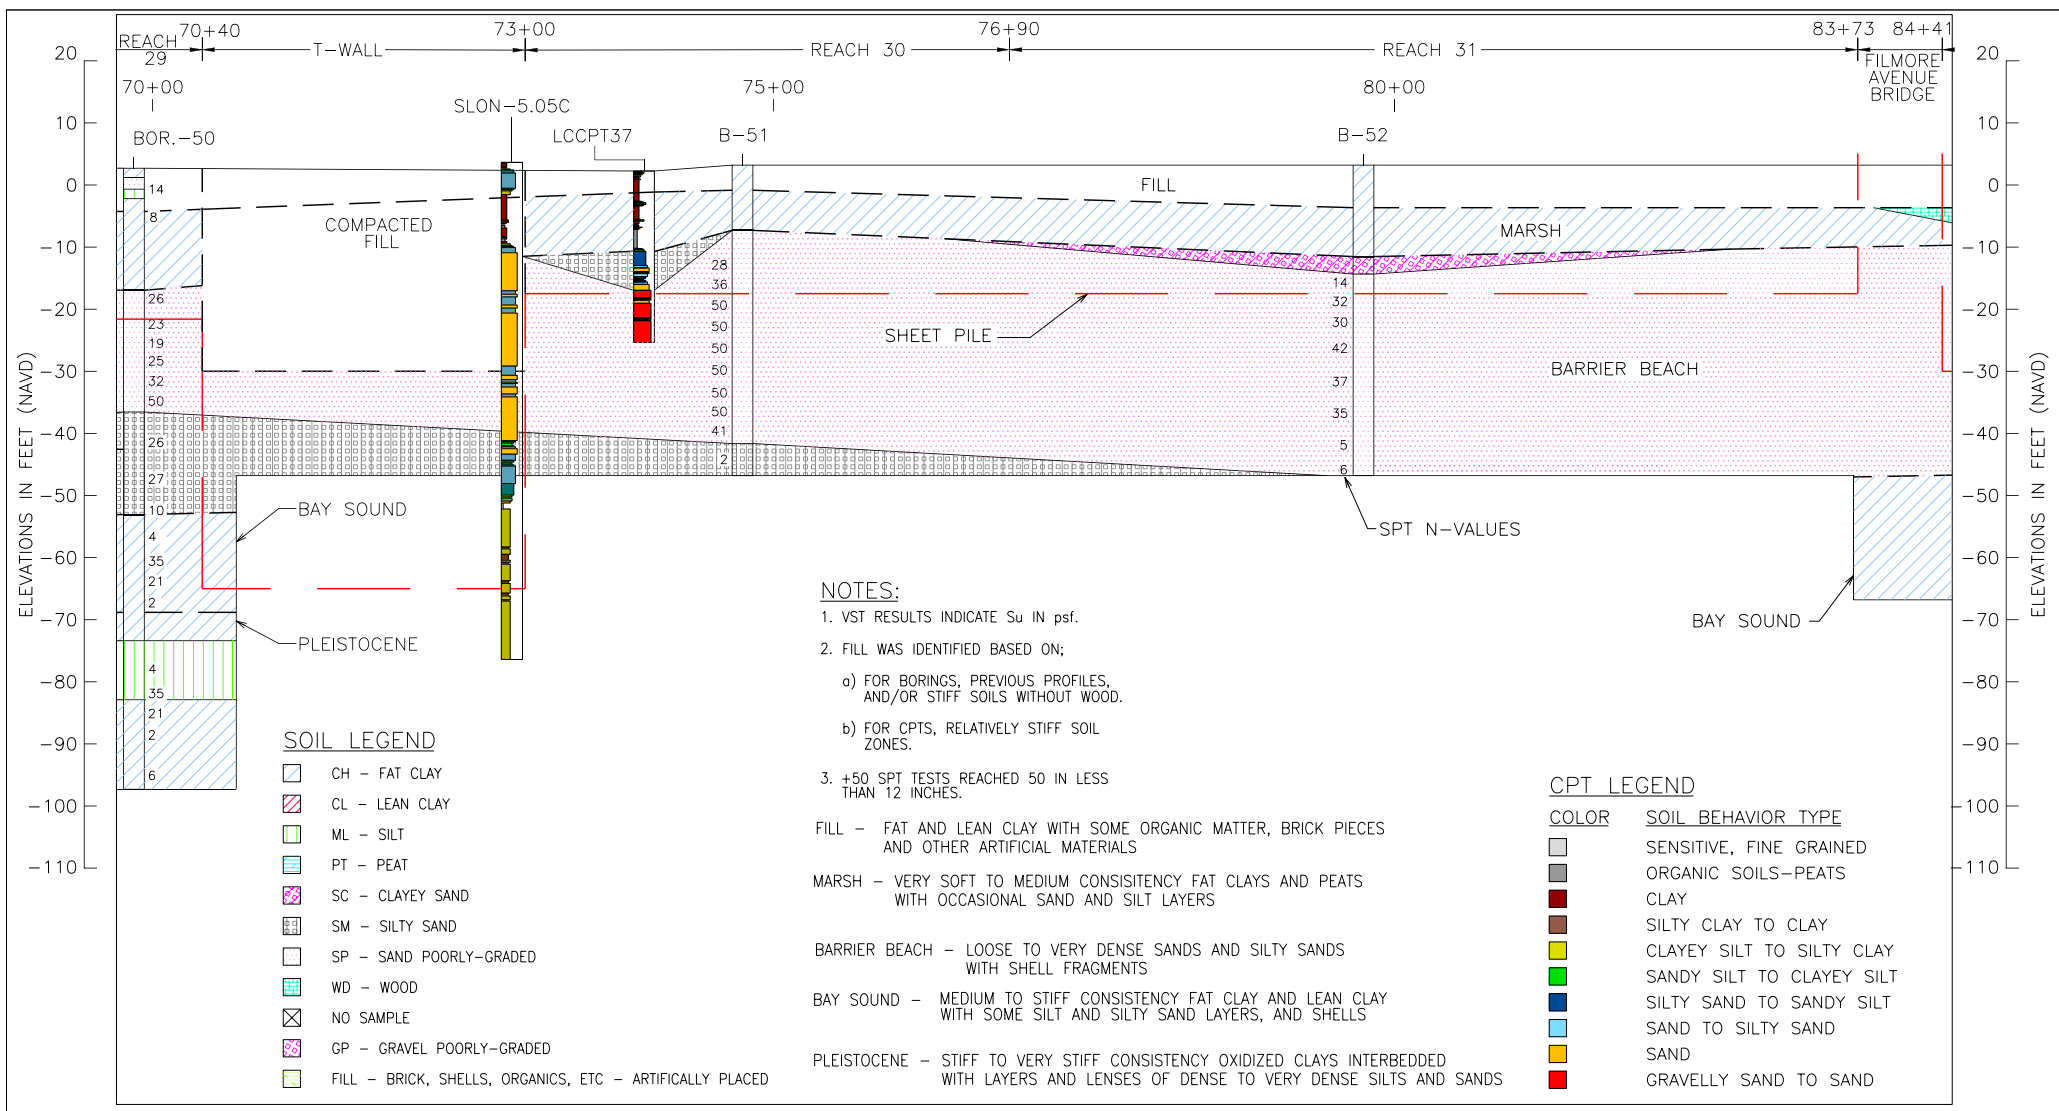 70+40
73+00
76+90
83+73
84+41
REACH
29
T-WALL
REACH 30
REACH 31
FILMORE
AVENUE
BRIDGE
70+00
75+00
80+00
SLON-5.05C
BOR.-50
LCCPT37
B-51
B-52
20
10
0
-10
-20
-30
-40
-50
-60
-70
-80
-90
-100
-110
ELEVATIONS IN FEET (NAVD)
14
8
26
23
19
25
32
50
26
27
10
4
35
21
2
4
35
21
2
6
COMPACTED
FILL
FILL
MARSH
28
36
50
50
50
50
50
50
41
2
14
32
30
42
37
35
5
6
SHEET PILE
BARRIER BEACH
BAY SOUND
SPT N-VALUES
PLEISTOCENE
BAY SOUND
20
10
0
-10
-20
-30
-40
-50
-60
-70
-80
-90
-100
-110
ELEVATIONS IN FEET (NAVD)
NOTES:
1. VST RESULTS INDICATE Su IN psf.
2. FILL WAS IDENTIFIED BASED ON;
a) FOR BORINGS, PREVIOUS PROFILES,
AND/OR STIFF SOILS WITHOUT WOOD.
b) FOR CPTS, RELATIVELY STIFF SOIL
ZONES.
3. +50 SPT TESTS REACHED 50 IN LESS
THAN 12 INCHES.
FILL - FAT AND LEAN CLAY WITH SOME ORGANIC MATTER, BRICK PIECES
AND OTHER ARTIFICIAL MATERIALS
MARSH - VERY SOFT TO MEDIUM CONSISITENCY FAT CLAYS AND PEATS
WITH OCCASIONAL SAND AND SILT LAYERS
BARRIER BEACH - LOOSE TO VERY DENSE SANDS AND SILTY SANDS
WITH SHELL FRAGMENTS
BAY SOUND - MEDIUM TO STIFF CONSISTENCY FAT CLAY AND LEAN CLAY
WITH SOME SILT AND SILTY SAND LAYERS, AND SHELLS
PLEISTOCENE - STIFF TO VERY STIFF CONSISTENCY OXIDIZED CLAYS INTERBEDDED
WITH LAYERS AND LENSES OF DENSE TO VERY DENSE SILTS AND SANDS
SOIL LEGEND
CH - FAT CLAY
CL - LEAN CLAY
ML - SILT
PT - PEAT
SC - CLAYEY SAND
SM - SILTY SAND
SP - SAND POORLY-GRADED
WD - WOOD
NO SAMPLE
GP - GRAVEL POORLY-GRADED
FILL - BRICK, SHELLS, ORGANICS, ETC - ARTIFICALLY PLACED
CPT LEGEND
COLOR SOIL BEHAVIOR TYPE
SENSITIVE, FINE GRAINED
ORGANIC SOILS-PEATS
CLAY
SILTY CLAY TO CLAY
CLAYEY SILT TO SILTY CLAY
SANDY SILT TO CLAYEY SILT
SILTY SAND TO SANDY SILT
SAND TO SILTY SAND
SAND
GRAVELLY SAND TO SAND